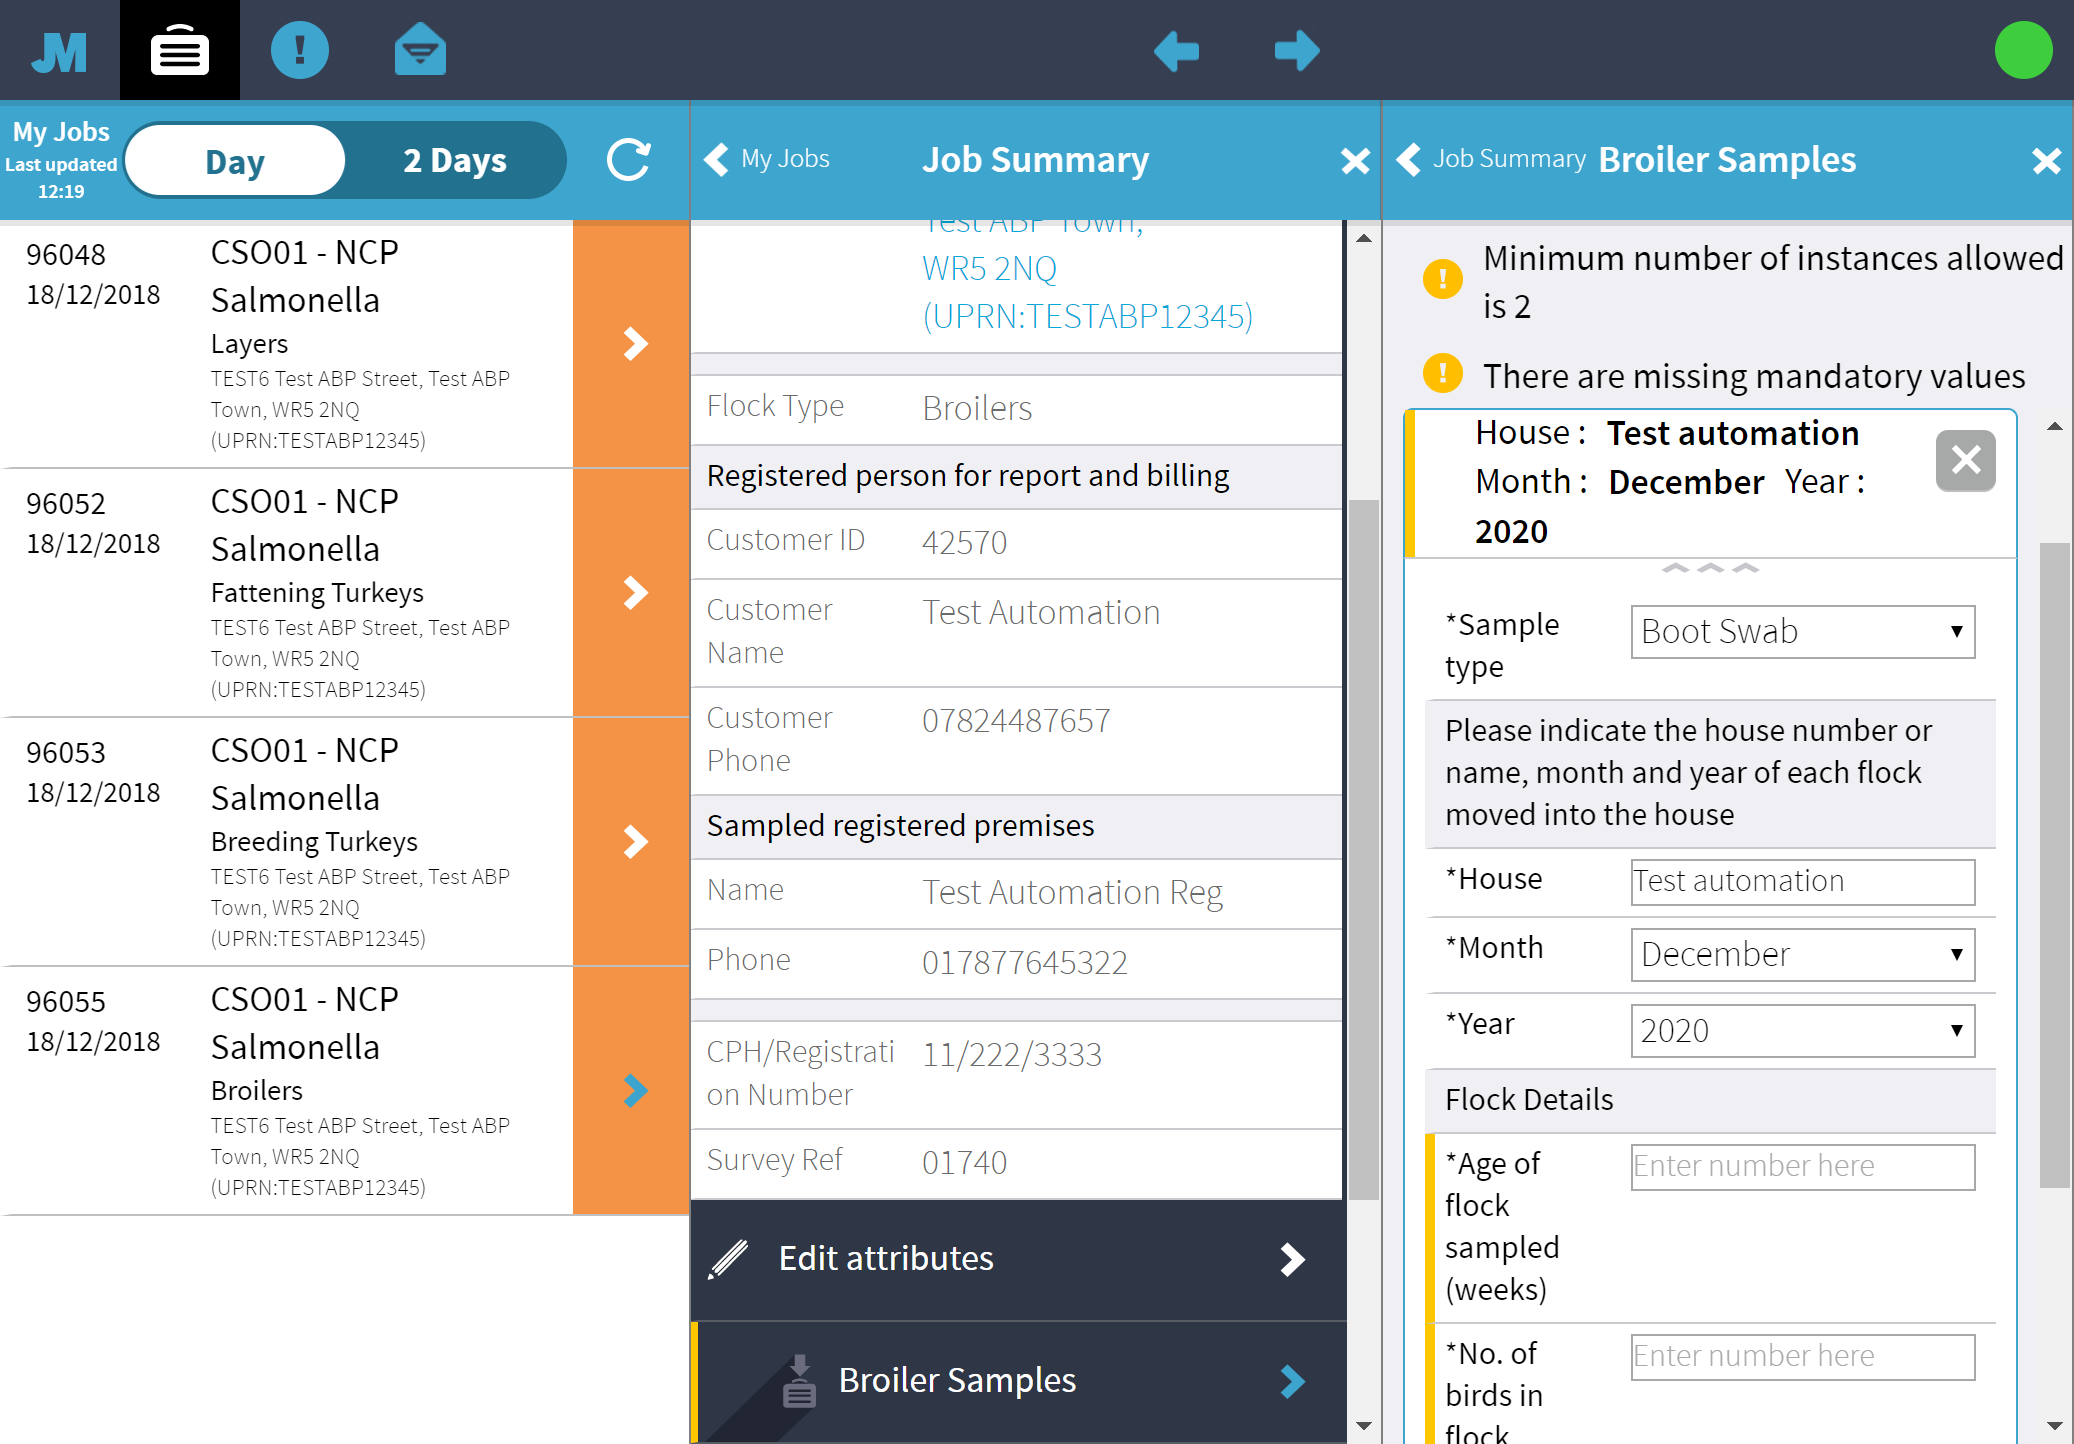 JM
My Jobs
Last updated
12:19
Day
2 Days
My Jobs
Job Summary
Job Summary
Broiler Samples
96048
18/12/2018
CSO01 - NCP
Salmonella
Layers
TEST6 Test ABP Street, Test ABP
Town, WR5 2NQ
(UPRN:TESTABP12345)
96052
18/12/2018
CSO01 - NCP
Salmonella
Fattening Turkeys
TEST6 Test ABP Street, Test ABP
Town, WR5 2NQ
(UPRN:TESTABP12345)
96053
18/12/2018
CSO01 - NCP
Salmonella
Breeding Turkeys
TEST6 Test ABP Street, Test ABP
Town, WR5 2NQ
(UPRN:TESTABP12345)
96055
18/12/2018
CSO01 - NCP
Salmonella
Broilers
TEST6 Test ABP Street, Test ABP
Town, WR5 2NQ
(UPRN:TESTABP12345)
Test ABP Town,
WR5 2NQ
(UPRN:TESTABP12345)
Flock Type
Broilers
Registered person for report and billing
Customer ID
42570
Customer
Name
Test Automation
Customer
Phone
07824487657
Sampled registered premises
Name
Test Automation Reg
Phone
017877645322
CPH/Registrati
on Number
11/222/3333
Survey Ref
01740
Edit attributes
Broiler Samples
Minimum number of instances allowed
is 2
There are missing mandatory values
House : Test automation
Month : December Year :
2020
*Sample
type
Boot Swab
Please indicate the house number or
name, month and year of each flock
moved into the house
*House
Test automation
*Month
December
*Year
2020
Flock Details
*Age of
flock
sampled
(weeks)
Enter number here
*No. of
birds in
flock
Enter number here